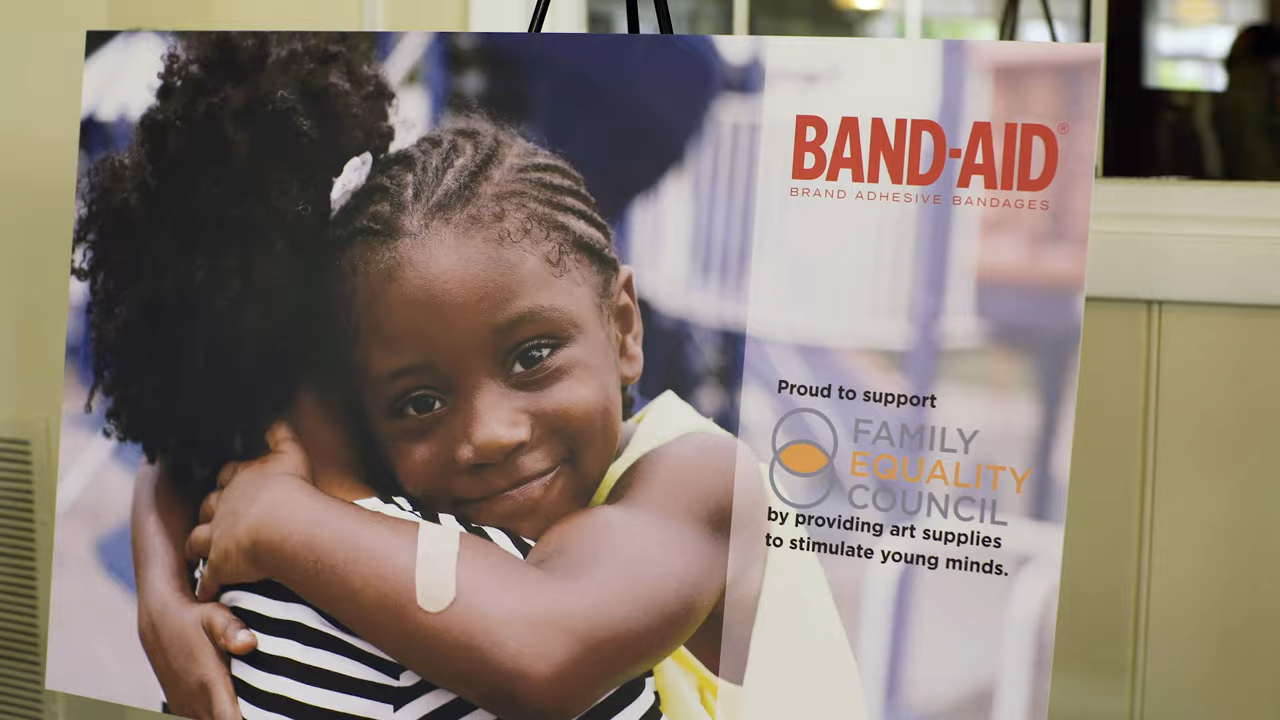 BAND-AID®
BRAND ADHESIVE BANDAGES
Proud to support
FAMILY
EQUALITY
COUNCIL
by providing art supplies
to stimulate young minds.